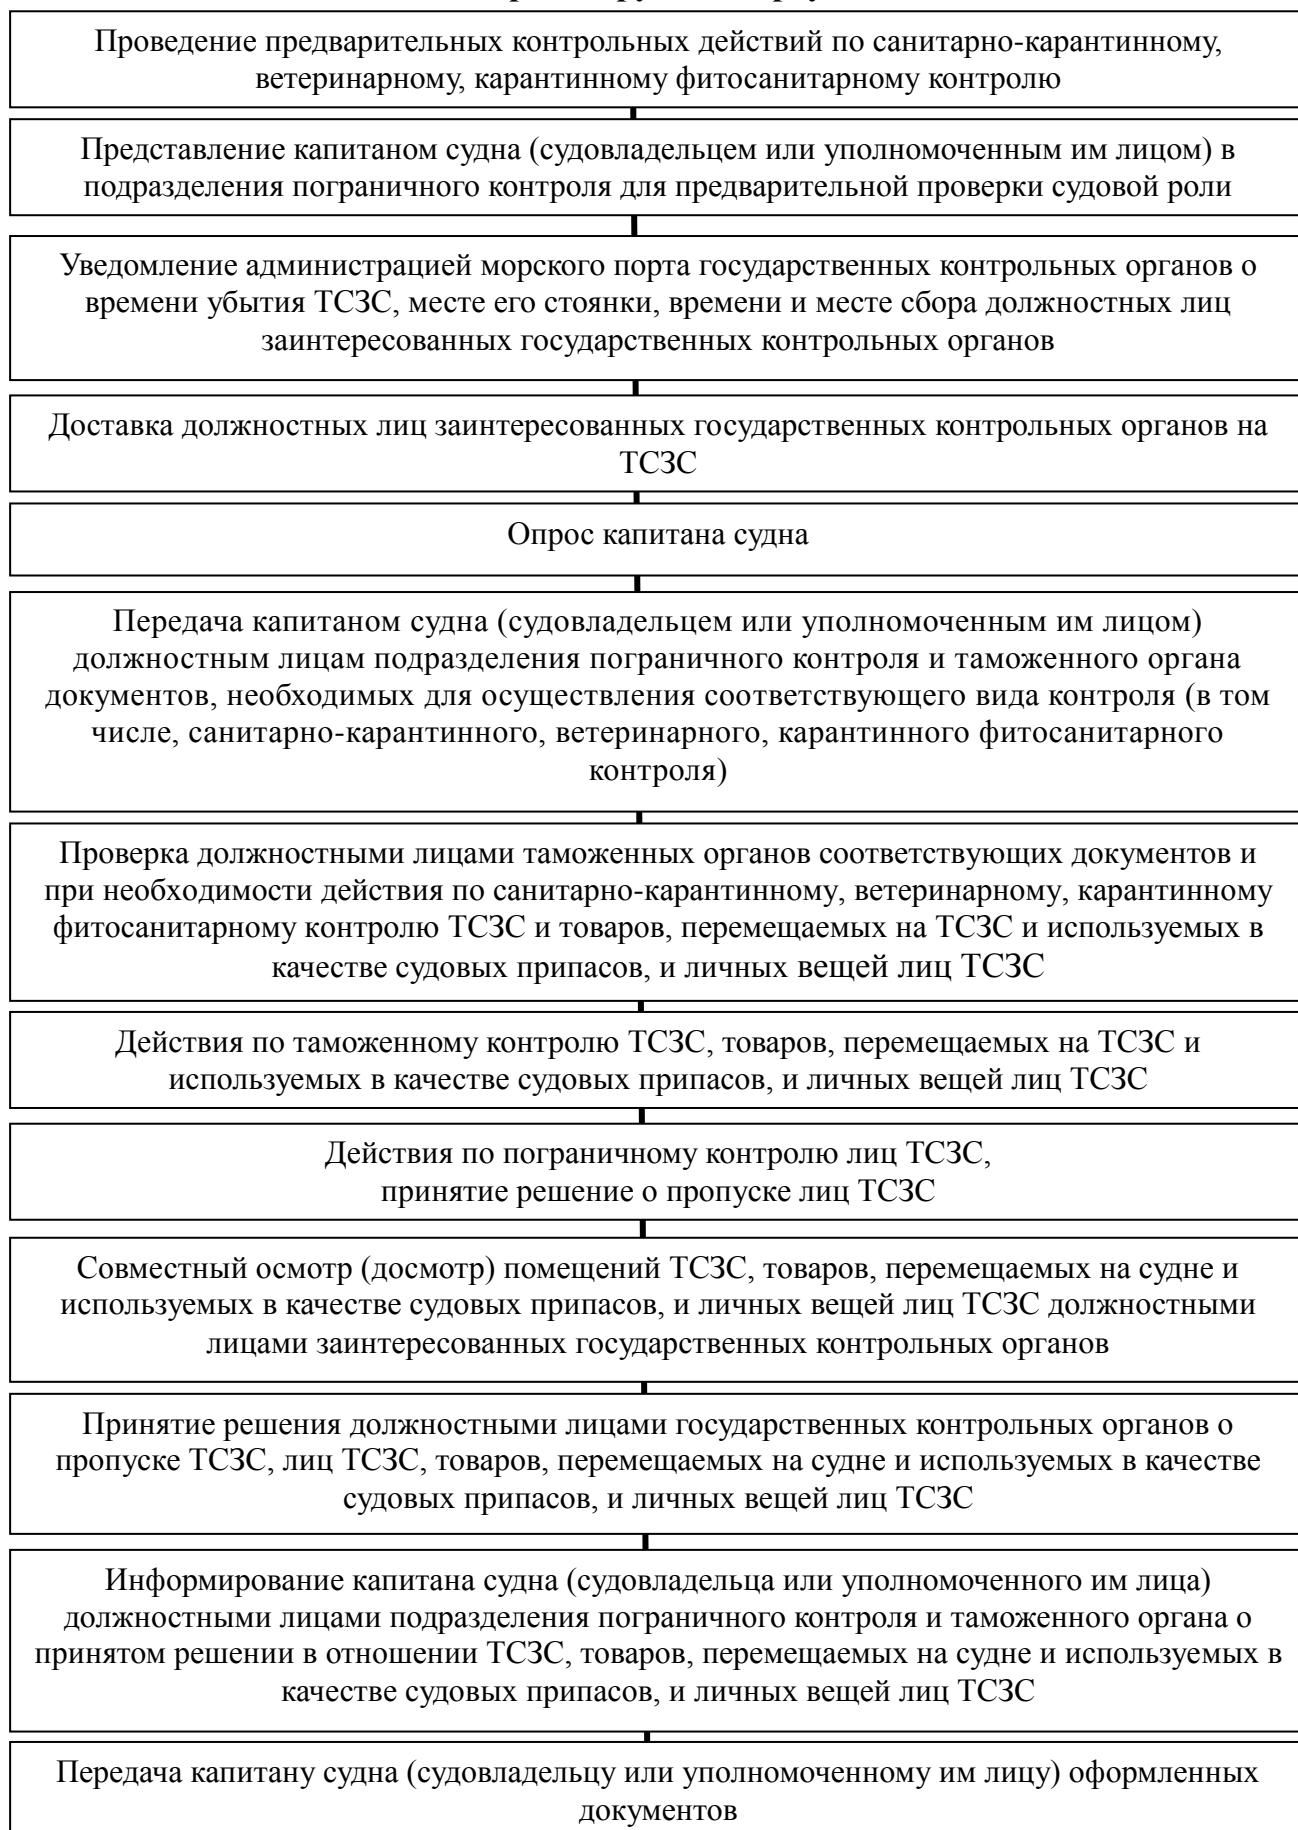 Проведение предварительных контрольных действий по санитарно-карантинному,
ветеринарному, карантинному фитосанитарному контролю
Представление капитаном судна (судовладельцем или уполномоченным им лицом) в
подразделения пограничного контроля для предварительной проверки судовой роли
Уведомление администрацией морского порта государственных контрольных органов о
времени убытия ТСЗС, месте его стоянки, времени и месте сбора должностных лиц
заинтересованных государственных контрольных органов
Доставка должностных лиц заинтересованных государственных контрольных органов на
ТСЗС
Опрос капитана судна
Передача капитаном судна (судовладельцем или уполномоченным им лицом)
должностным лицам подразделения пограничного контроля и таможенного органа
документов, необходимых для осуществления соответствующего вида контроля (в том
числе, санитарно-карантинного, ветеринарного, карантинного фитосанитарного
контроля)
Проверка должностными лицами таможенных органов соответствующих документов и
при необходимости действия по санитарно-карантинному, ветеринарному, карантинному
фитосанитарному контролю ТСЗС и товаров, перемещаемых на ТСЗС и используемых в
качестве судовых припасов, и личных вещей лиц ТСЗС
Действия по таможенному контролю ТСЗС, товаров, перемещаемых на ТСЗС и
используемых в качестве судовых припасов, и личных вещей лиц ТСЗС
Действия по пограничному контролю лиц ТСЗС,
принятие решение о пропуске лиц ТСЗС
Совместный осмотр (досмотр) помещений ТСЗС, товаров, перемещаемых на судне и
используемых в качестве судовых припасов, и личных вещей лиц ТСЗС должностными
лицами заинтересованных государственных контрольных органов
Принятие решения должностными лицами государственных контрольных органов о
пропуске ТСЗС, лиц ТСЗС, товаров, перемещаемых на судне и используемых в качестве
судовых припасов, и личных вещей лиц ТСЗС
Информирование капитана судна (судовладельца или уполномоченного им лица)
должностными лицами подразделения пограничного контроля и таможенного органа о
принятом решении в отношении ТСЗС, товаров, перемещаемых на судне и используемых в
качестве судовых припасов, и личных вещей лиц ТСЗС
Передача капитану судна (судовладельцу или уполномоченному им лицу) оформленных
документов